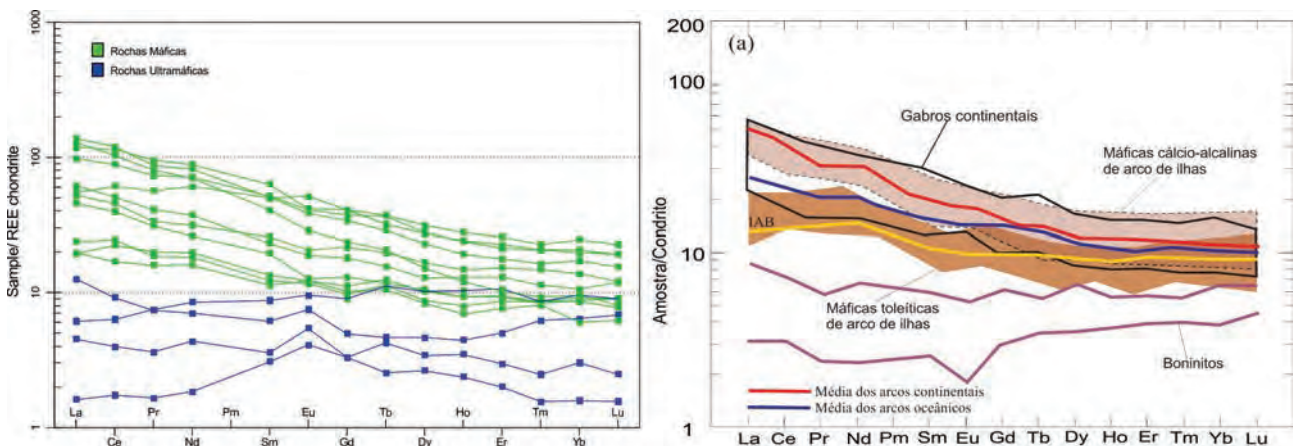 1000
100
10
1
Sample/ REE chondrite
Rochas Máficas
Rochas Ultramáficas
La Pr Pm Eu Tb Ho Tm Lu
Ce Nd Sm Gd Dy Er Yb
200
100
10
1
Amostra/Condrito
(a)
Gabros continentais
Máficas cálcio-alcalinas
de arco de ilhas
IAB
Máficas toleíticas
de arco de ilhas
Boninitos
Média dos arcos continentais
Média dos arcos oceânicos
La Ce Pr Nd Pm Sm Eu Gd Tb Dy Ho Er Tm Yb Lu